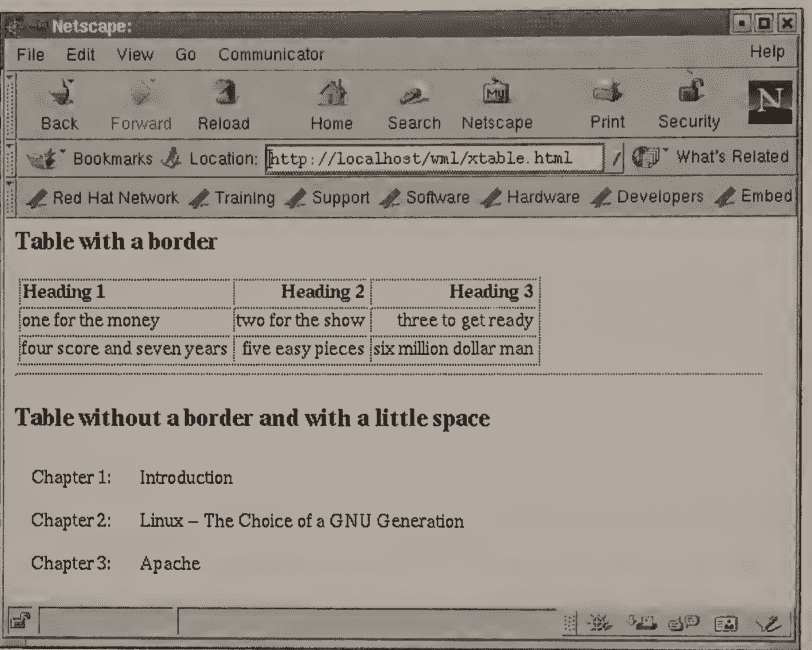 Netscape:
File Edit View Go Communicator Help
Back Forward Reload Home Search Netscape Print Security
My
N
Bookmarks Location: http://localhost/wml/xtable.html What's Related
Red Hat Network Training Support Software Hardware Developers Embed
Table with a border
Heading 1 Heading 2 Heading 3
one for the money two for the show three to get ready
four score and seven years five easy pieces six million dollar man
Table without a border and with a little space
Chapter 1: Introduction
Chapter 2: Linux – The Choice of a GNU Generation
Chapter 3: Apache